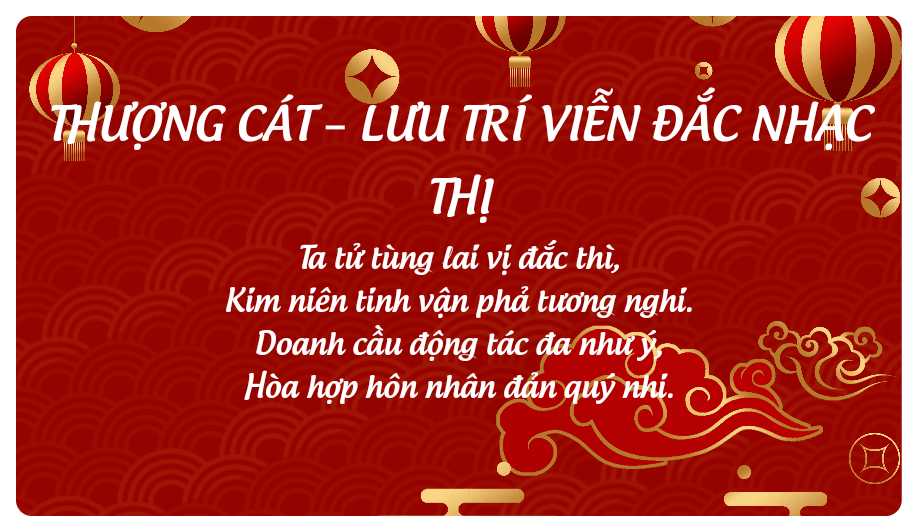 THƯỢNG CÁT – LƯU TRÍ VIỄN ĐẮC NHẠC
THỊ
Ta tử tùng lai vị đắc thì,
Kim niên tinh vận phả tương nghi.
Doanh cầu động tác đa như ý,
Hòa hợp hôn nhân đản quý nhi.